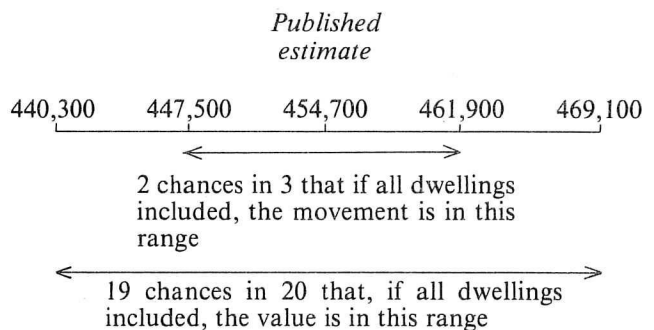 Published
estimate
440,300 447,500 454,700 461,900 469,100
2 chances in 3 that if all dwellings
included, the movement is in this
range
19 chances in 20 that, if all dwellings
included, the value is in this range